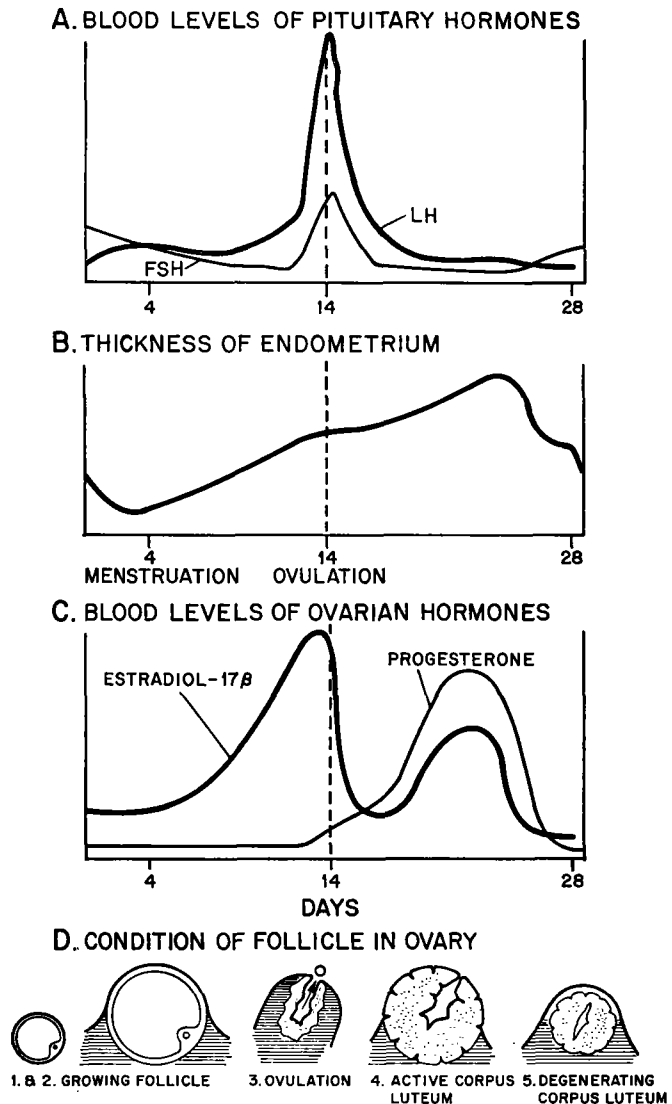 A. BLOOD LEVELS OF PITUITARY HORMONES
LH
FSH
4 14 28
B. THICKNESS OF ENDOMETRIUM
4 14 28
MENSTRUATION OVULATION
C. BLOOD LEVELS OF OVARIAN HORMONES
PROGESTERONE
ESTRADIOL-17β
4 14 28
DAYS
D. CONDITION OF FOLLICLE IN OVARY
1. & 2. GROWING FOLLICLE
3. OVULATION
4. ACTIVE CORPUS
LUTEUM
5. DEGENERATING
CORPUS LUTEUM